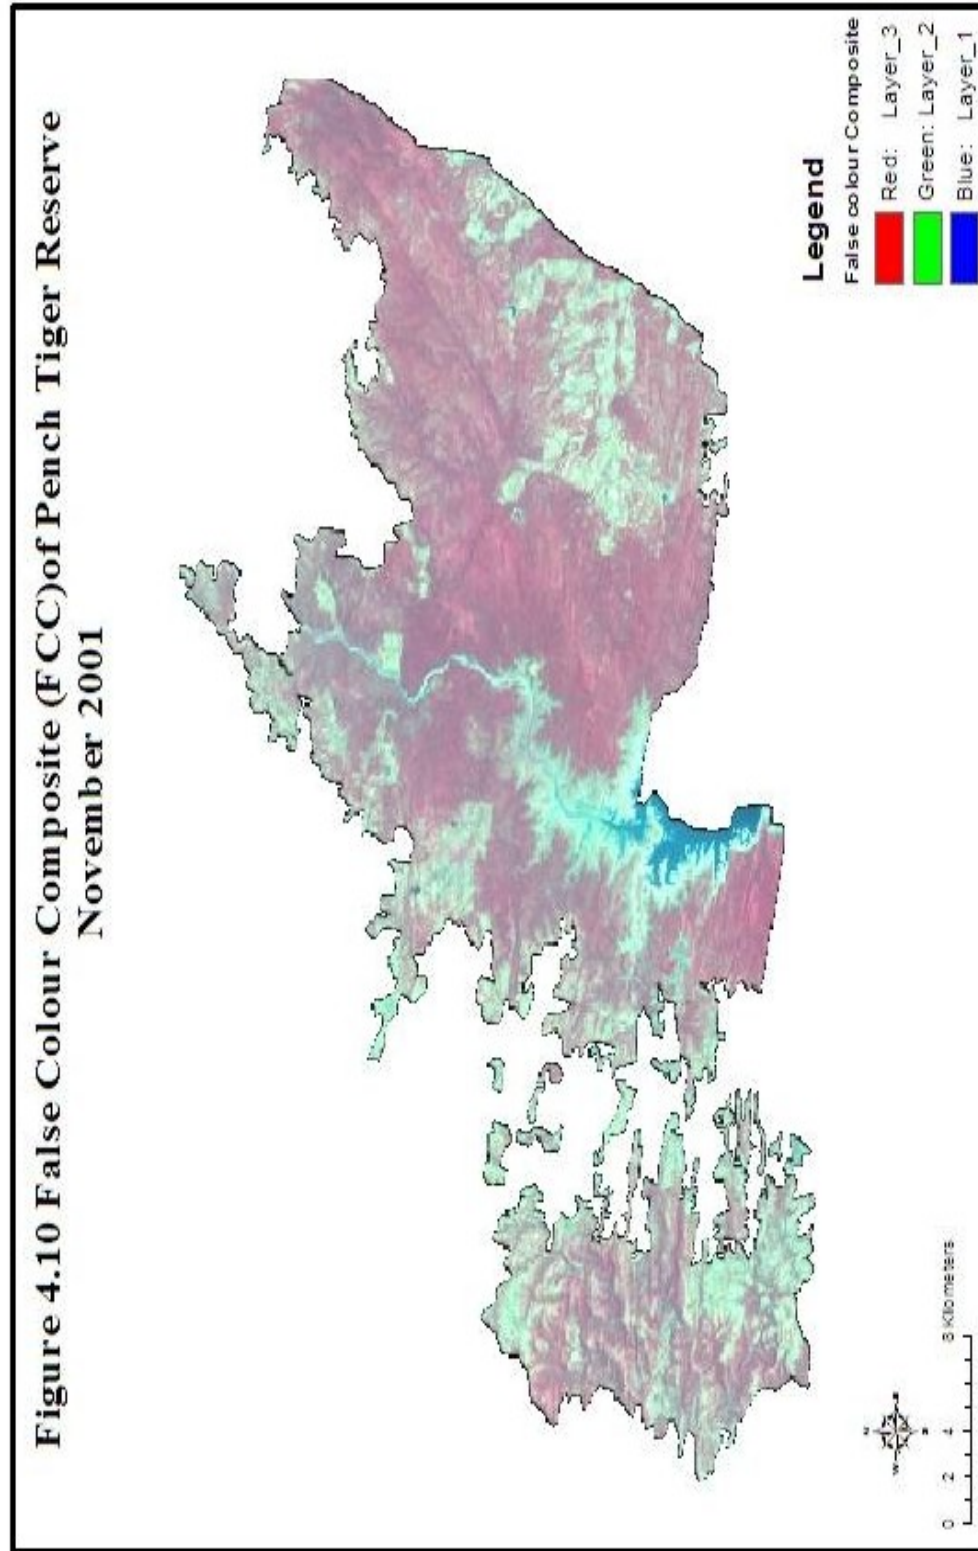 Figure 4.10 False Colour Composite (FCC)of Pench Tiger Reserve
November 2001
Legend
False colour Composite
Red: Layer_3
Green: Layer_2
Blue: Layer_1
N
W
0 2 4 8 Kilometers